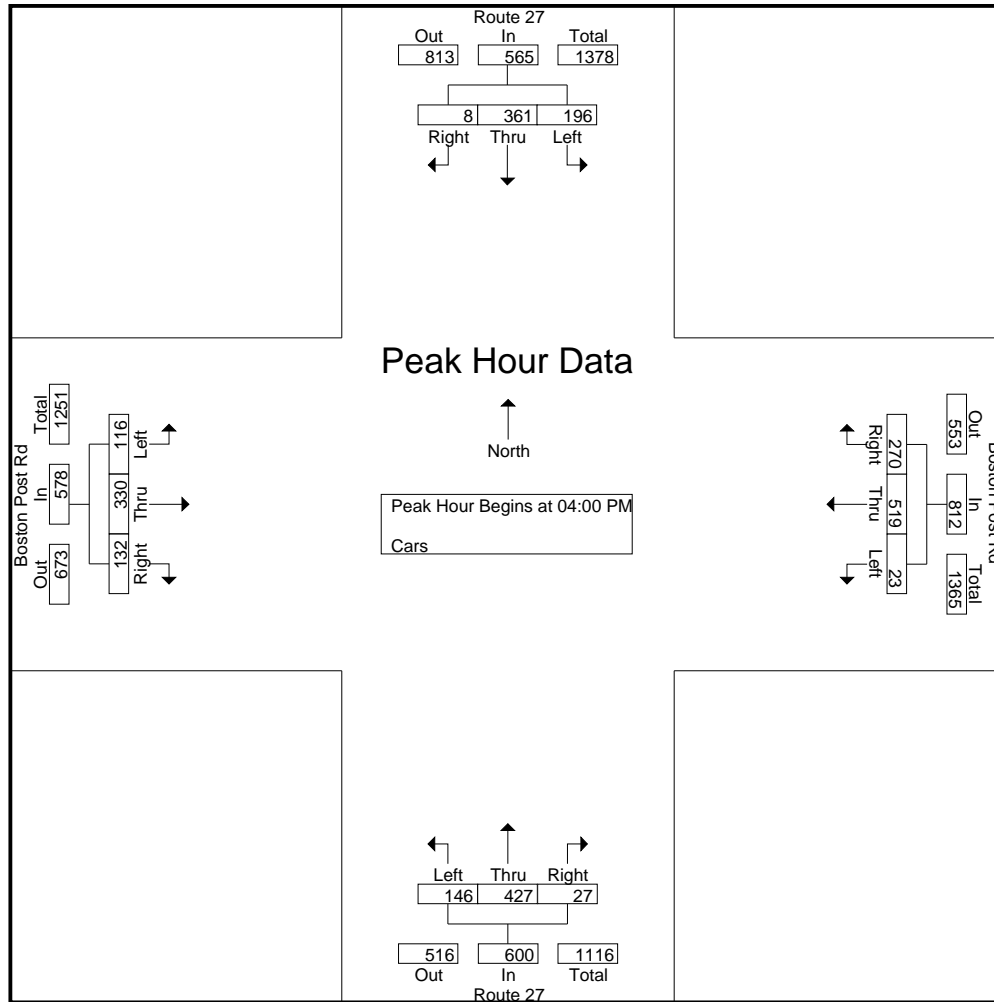 Route 27
Out In Total
813 565 1378
8 361 196
Right Thru Left
Peak Hour Data
North
Peak Hour Begins at 04:00 PM
Cars
Boston Post Rd
Total In Out
1251 578 673
116 330 132
Left Thru Right
Boston Post Rd
Out In Total
553 812 1365
270 519 23
Right Thru Left
Left Thru Right
146 427 27
516 600 1116
Out In Total
Route 27